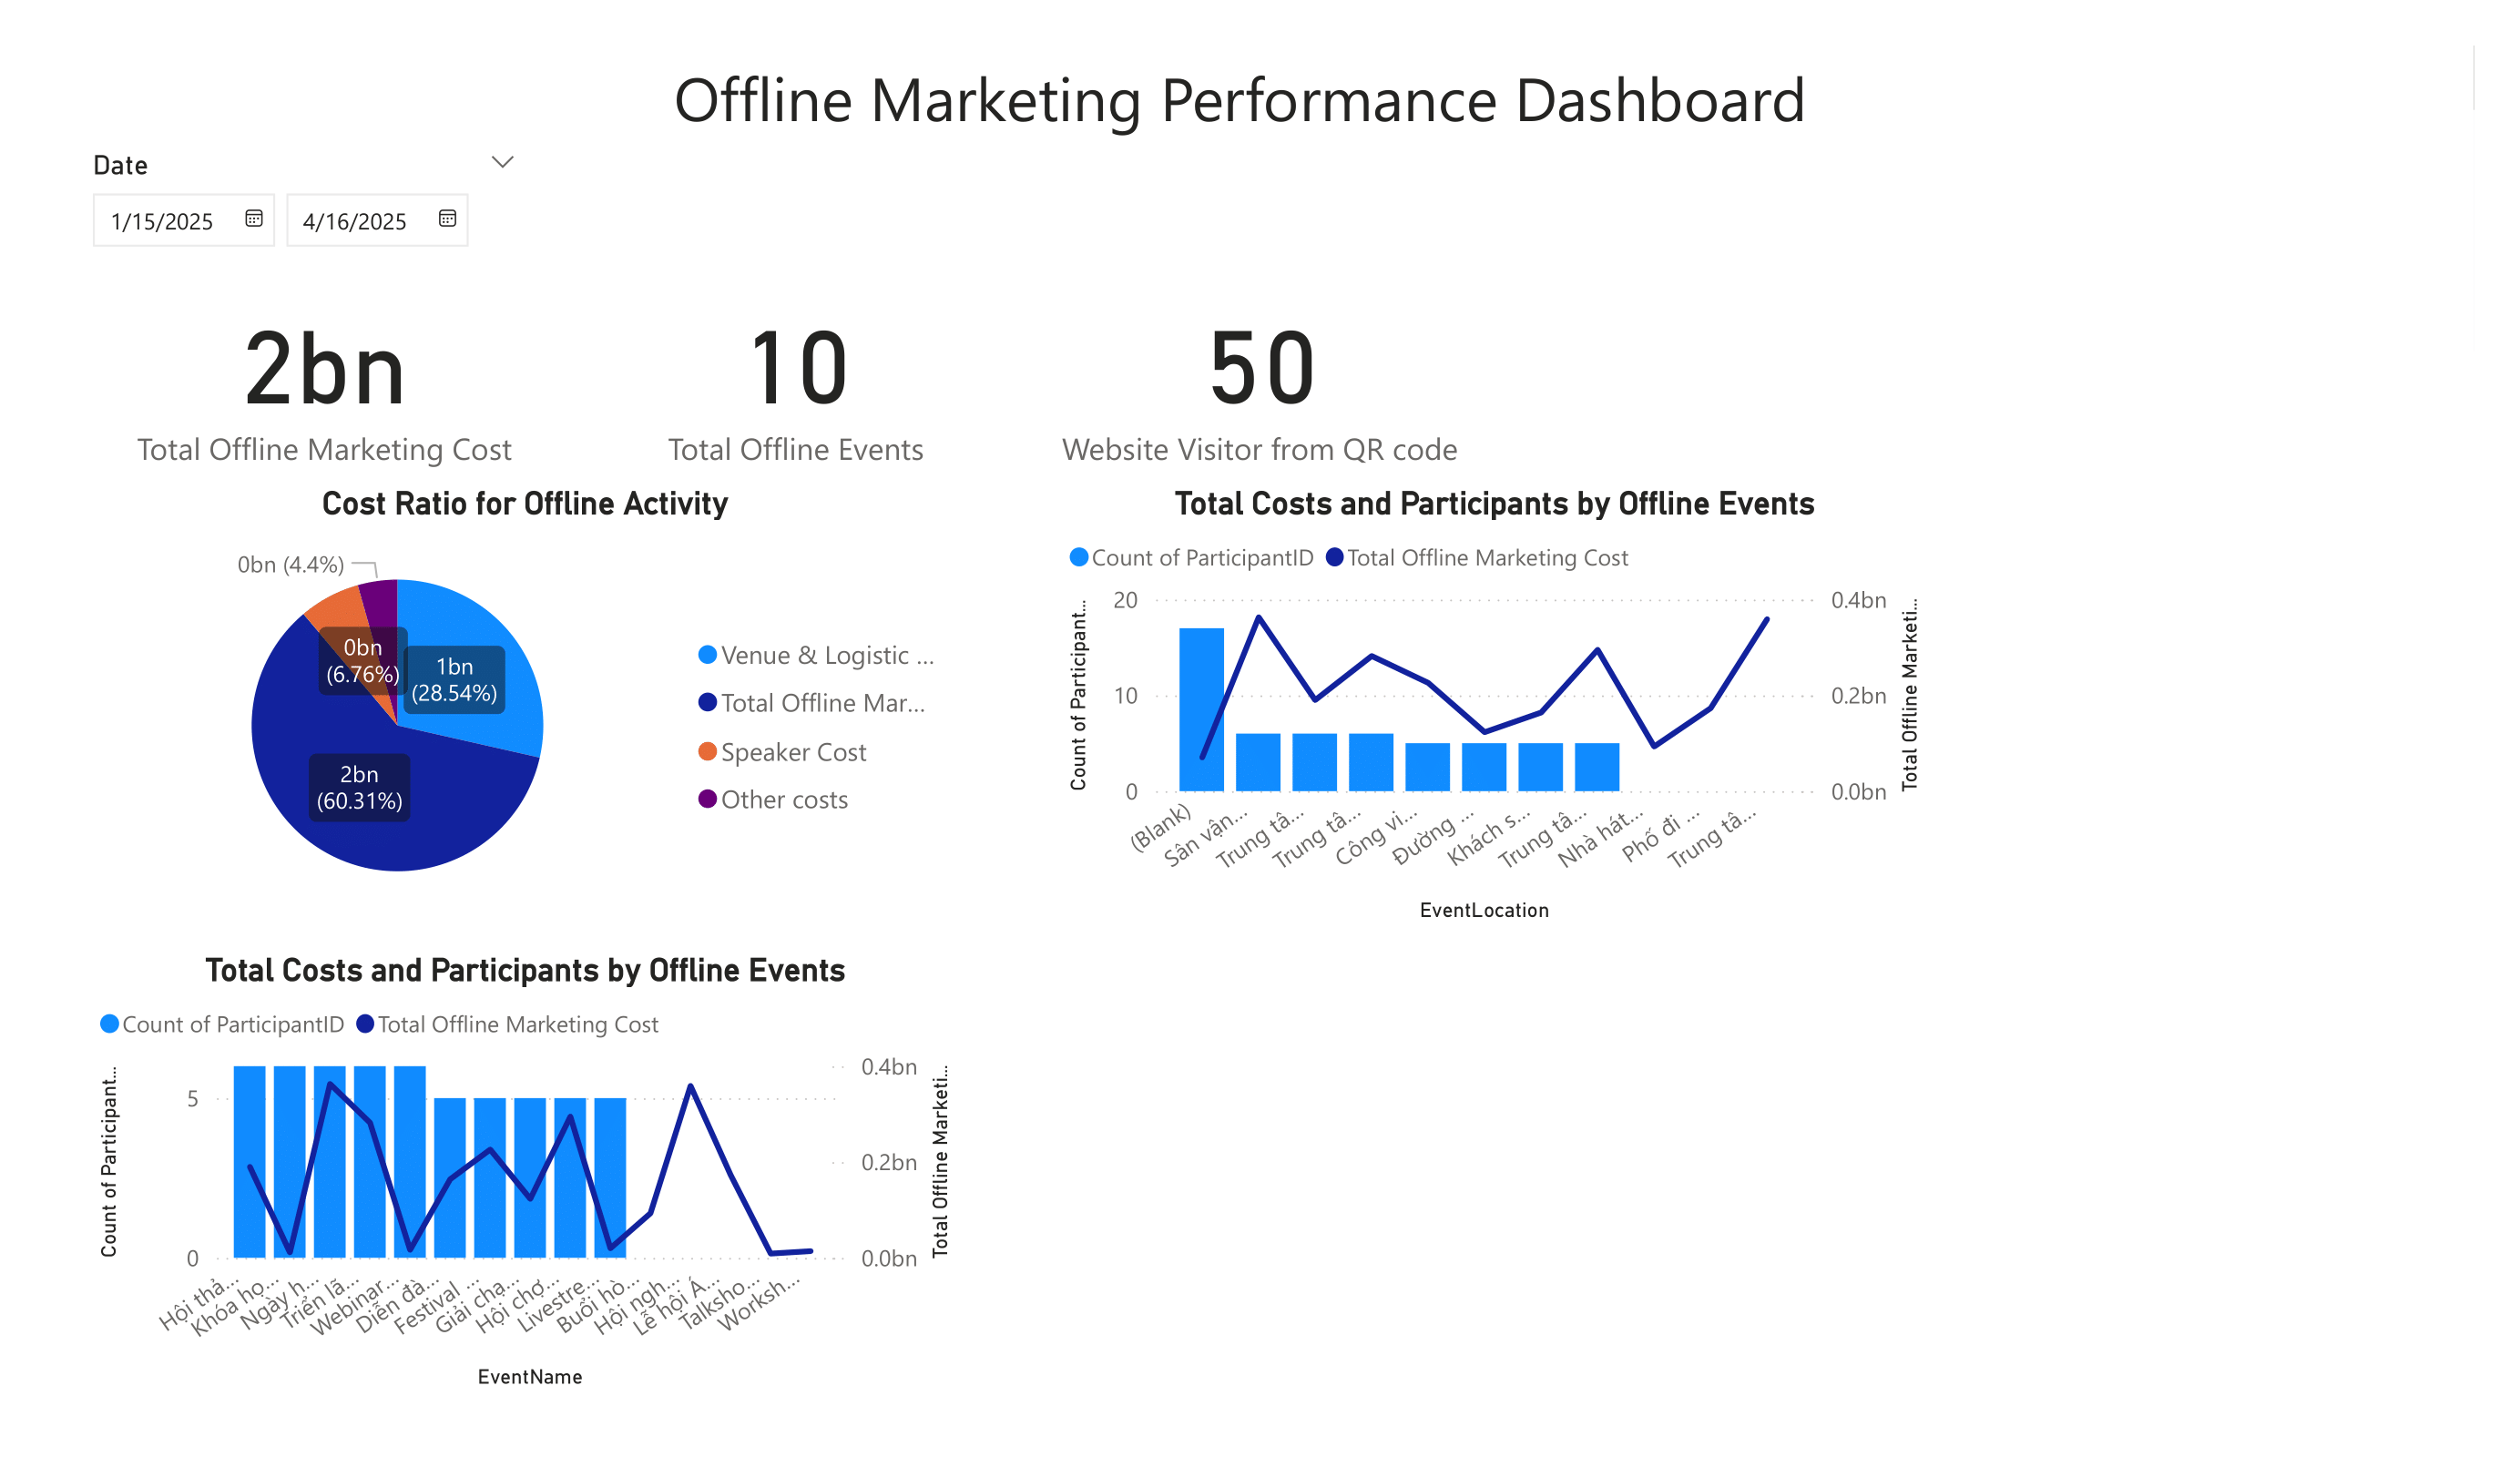 Offline Marketing Performance Dashboard
Date
1/15/2025
4/16/2025
2bn
Total Offline Marketing Cost
10
Total Offline Events
50
Website Visitor from QR code
Cost Ratio for Offline Activity
0bn (4.4%)
0bn
(6.76%)
1bn
(28.54%)
2bn
(60.31%)
Venue & Logistic ...
Total Offline Mar...
Speaker Cost
Other costs
Total Costs and Participants by Offline Events
Count of ParticipantID
Total Offline Marketing Cost
Count of Participant...
20
10
0
0.4bn
0.2bn
0.0bn
Total Offline Marketi...
(Blank)
Sân vận...
Trung tâ...
Trung tâ...
Công vi...
Đường ...
Khách s...
Trung tâ...
Nhà hát...
Phố đi ...
Trung tâ...
EventLocation
Total Costs and Participants by Offline Events
Count of ParticipantID
Total Offline Marketing Cost
Count of Participant...
5
0
0.4bn
0.2bn
0.0bn
Total Offline Marketi...
Hội thả...
Khóa họ...
Ngày h...
Triển lã...
Webinar...
Diễn đà...
Festival ...
Giải chạ...
Hội chợ...
Livestre...
Buổi hò...
Hội ngh...
Lễ hội Á...
Talksho...
Worksh...
EventName